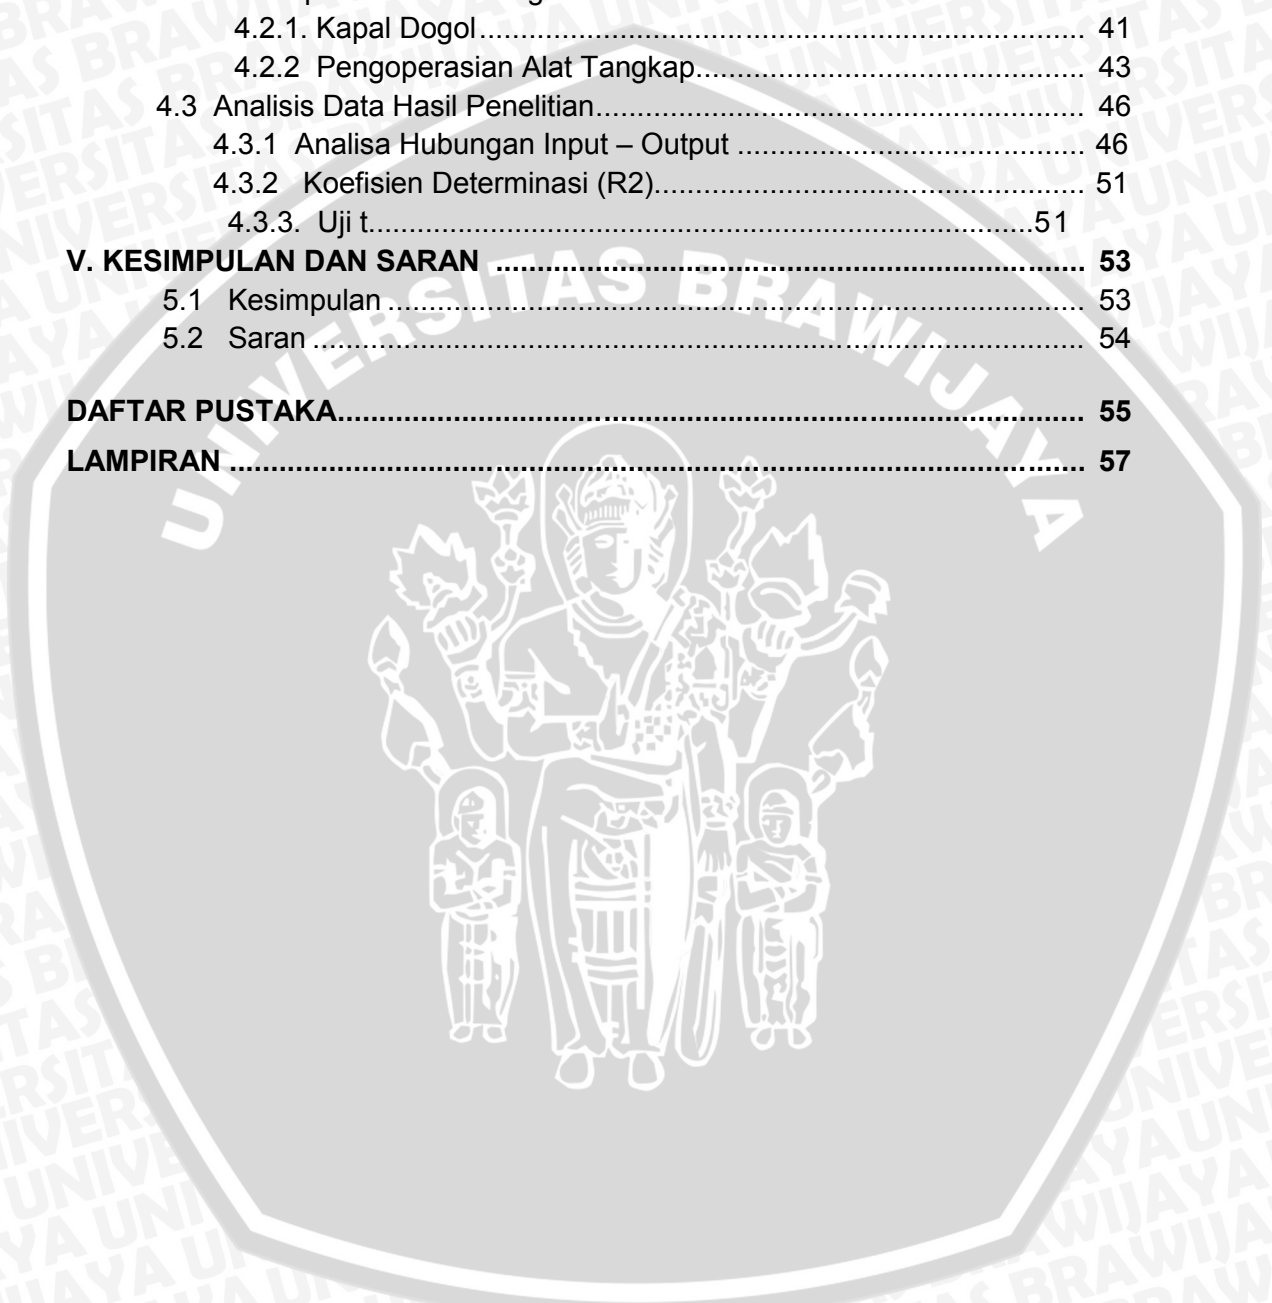 4.2.1. Kapal Dogol........................................................................... 41
4.2.2 Pengoperasian Alat Tangkap................................................ 43
4.3 Analisis Data Hasil Penelitian............................................................. 46
4.3.1 Analisa Hubungan Input – Output ........................................... 46
4.3.2 Koefisien Determinasi (R2)..................................................... 51
4.3.3. Uji t..................................................................................51
V. KESIMPULAN DAN SARAN ......................................................................... 53
5.1 Kesimpulan ...................................................................................... 53
5.2 Saran ............................................................................................... 54
DAFTAR PUSTAKA............................................................................................ 55
LAMPIRAN ......................................................................................................... 57
UNIVERSITAS BRAWIJAYA